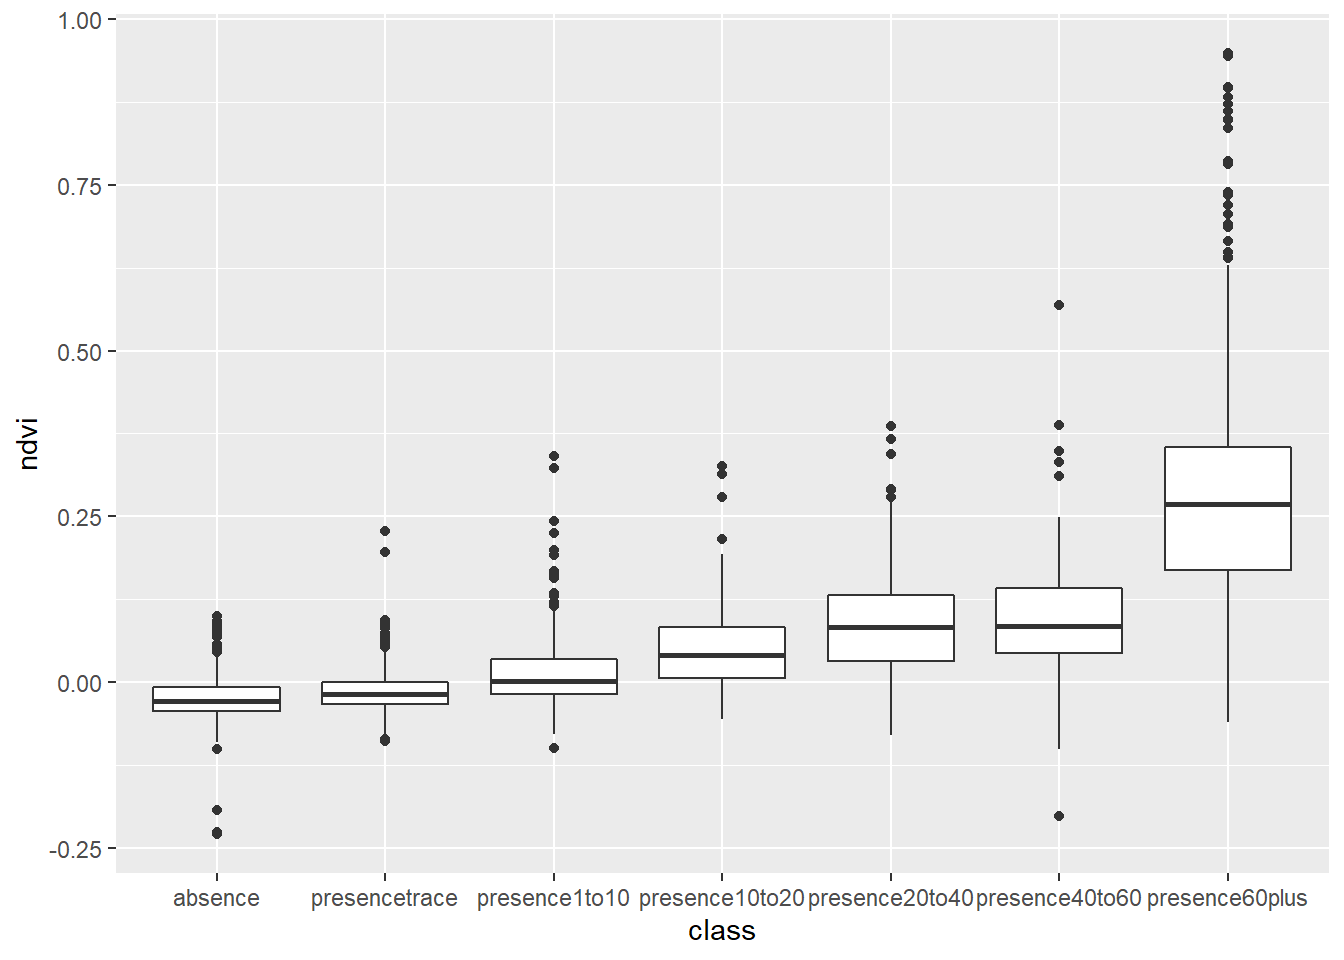 1.00
0.75
0.50
0.25
0.00
-0.25
ndvi
absence presencetrace presence1to10 presence10to20 presence20to40 presence40to60 presence60plus
class